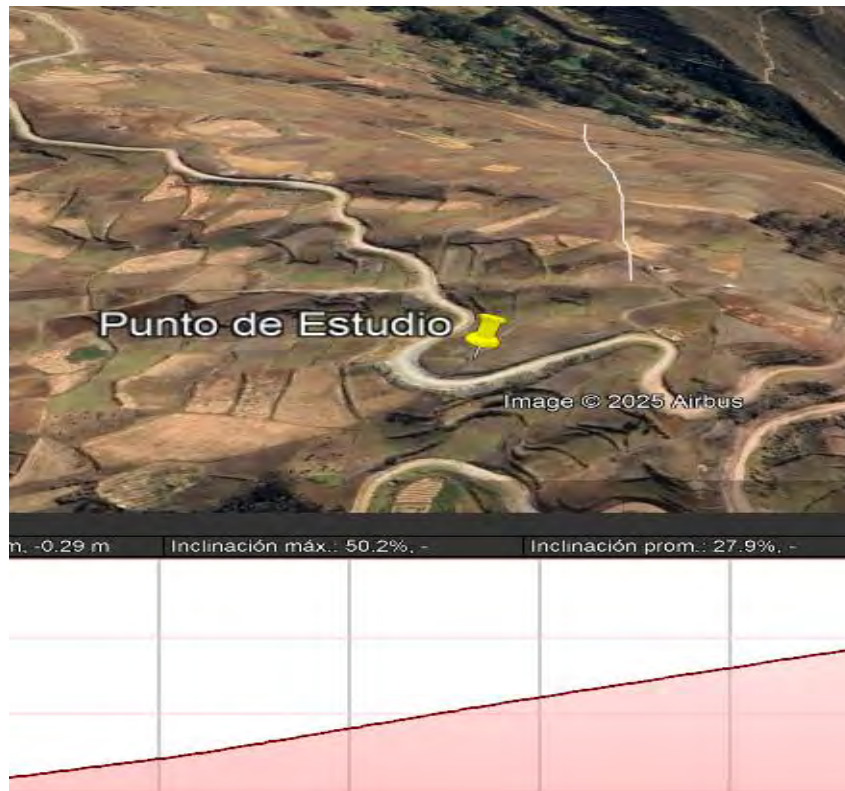 Punto de Estudio
Image © 2025 Airbus
-0.29 m
Inclinación máx.: 50.2%, -
Inclinación prom.: 27.9%, -